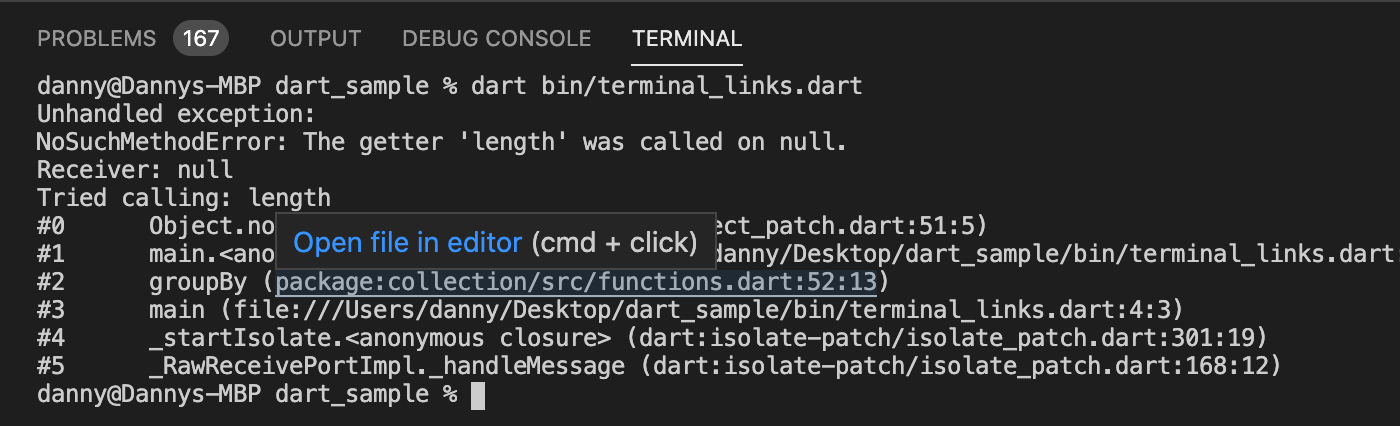 PROBLEMS 167 OUTPUT DEBUG CONSOLE TERMINAL
danny@Dannys-MBP dart_sample % dart bin/terminal_links.dart
Unhandled exception:
NoSuchMethodError: The getter 'length' was called on null.
Receiver: null
Tried calling: length
#0 Object.no ect_patch.dart:51:5)
Open file in editor (cmd + click)
#1 main.<ano danny/Desktop/dart_sample/bin/terminal_links.dart:
#2 groupBy (package:collection/src/functions.dart:52:13)
#3 main (file:///Users/danny/Desktop/dart_sample/bin/terminal_links.dart:4:3)
#4 _startIsolate.<anonymous closure> (dart:isolate-patch/isolate_patch.dart:301:19)
#5 _RawReceivePortImpl._handleMessage (dart:isolate-patch/isolate_patch.dart:168:12)
danny@Dannys-MBP dart_sample %